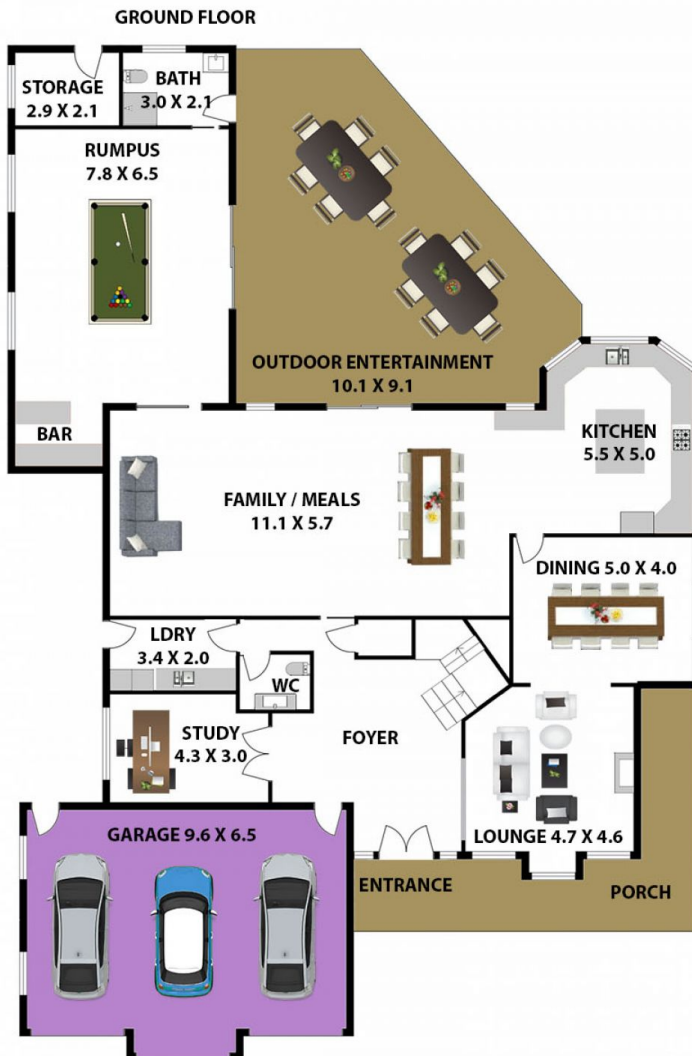 GROUND FLOOR
STORAGE
2.9 X 2.1
BATH
3.0 X 2.1
RUMPUS
7.8 X 6.5
OUTDOOR ENTERTAINMENT
10.1 X 9.1
BAR
KITCHEN
5.5 X 5.0
FAMILY / MEALS
11.1 X 5.7
DINING 5.0 X 4.0
LDRY
3.4 X 2.0
WC
STUDY
4.3 X 3.0
FOYER
GARAGE 9.6 X 6.5
LOUNGE 4.7 X 4.6
ENTRANCE
PORCH